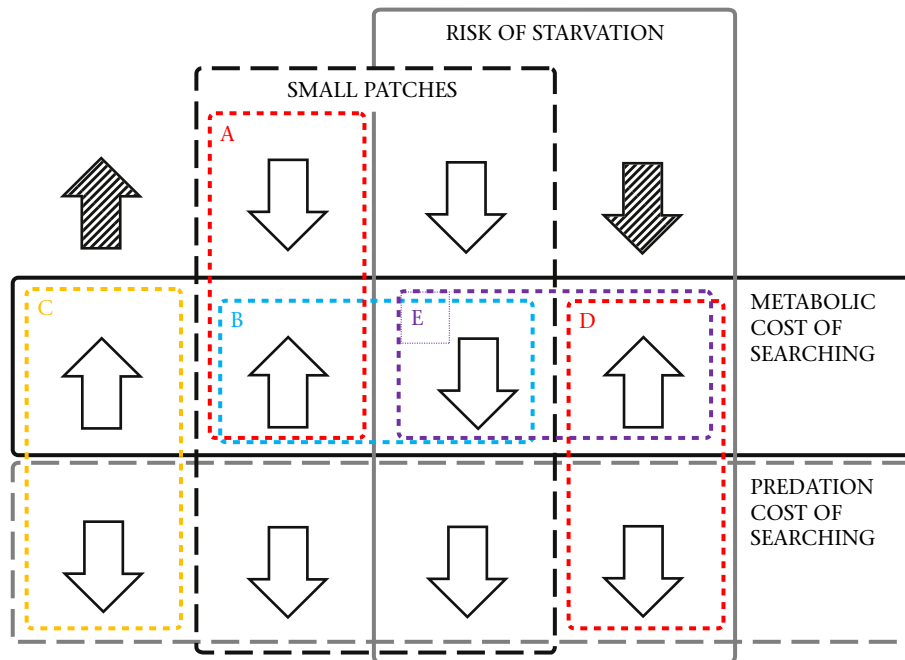 RISK OF STARVATION
SMALL PATCHES
A
C
B
E
D
METABOLIC
COST OF
SEARCHING
PREDATION
COST OF
SEARCHING